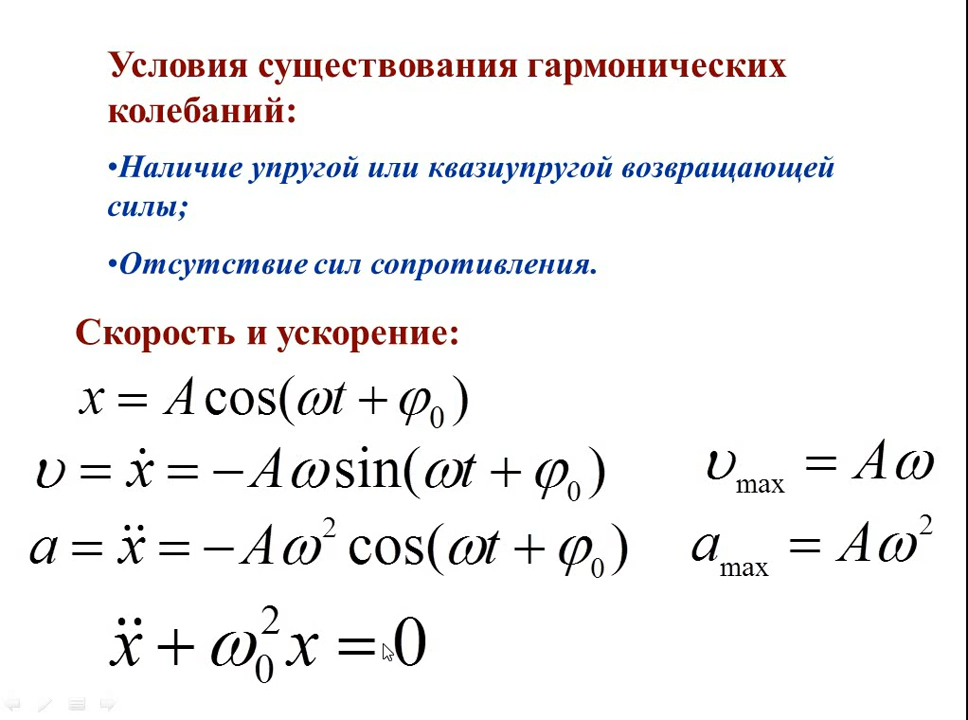 Условия существования гармонических
колебаний:
•Наличие упругой или квазиупругой возвращающей
силы;
•Отсутствие сил сопротивления.
Скорость и ускорение:
x = A cos(ωt + φ₀)
υ = ẋ = −Aω sin(ωt + φ₀)
υmax = Aω
a = ẍ = −Aω² cos(ωt + φ₀)
amax = Aω²
ẍ + ω₀²x = 0